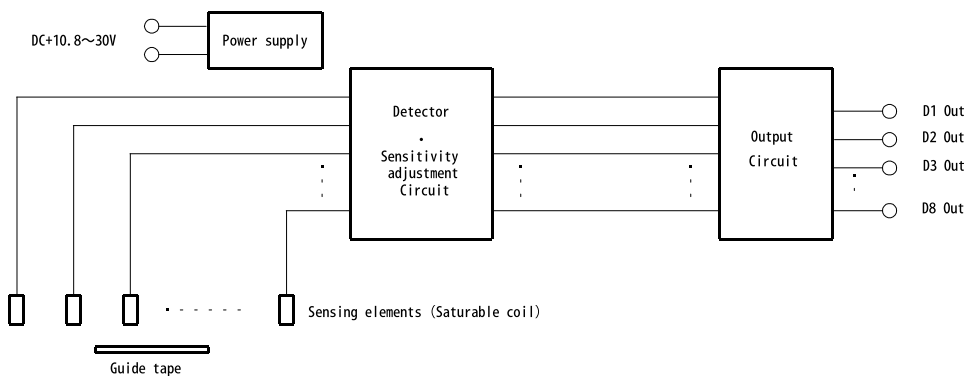 DC+10.8～30V
Power supply
Detector
・
Sensitivity
adjustment
Circuit
Output
Circuit
D1 Out
D2 Out
D3 Out
D8 Out
Sensing elements (Saturable coil)
Guide tape